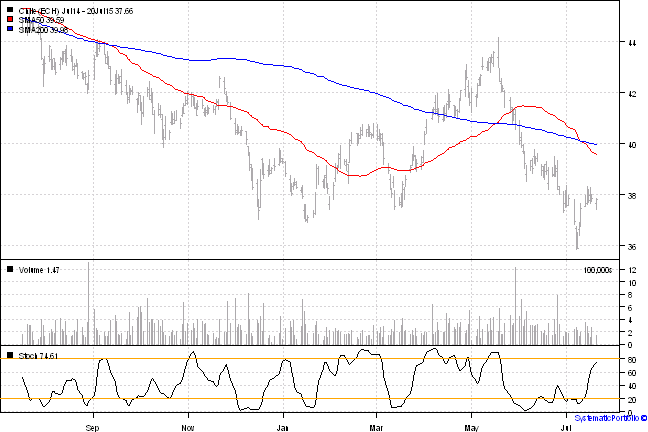 Chile (ECH) Jul14 - 20Jul15 37.66
SMA50 39.59
SMA200 39.96
44
42
40
38
36
Volume 1.47
100,000s
12
10
8
6
4
2
0
Stoch 74.61
80
60
40
20
0
Sep Nov Jan Mar May Jul
SystematicPortfolio ©